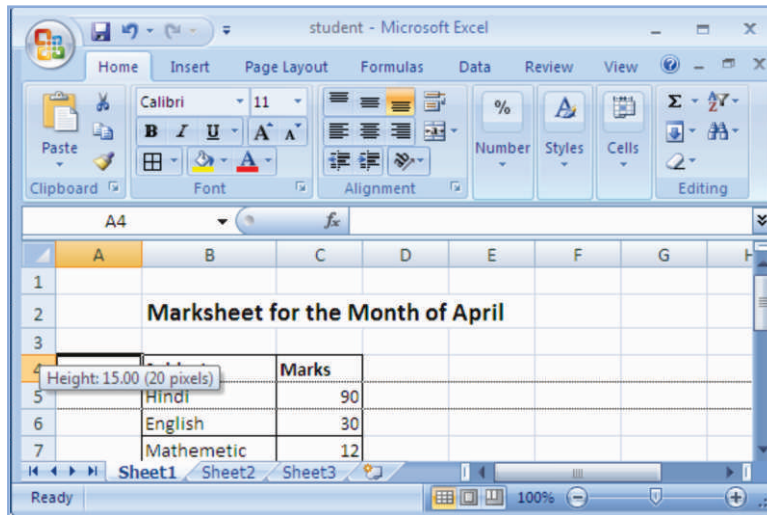 student - Microsoft Excel
Home Insert Page Layout Formulas Data Review View
Calibri 11
Paste B I U A A % Number Styles Cells Σ
Clipboard Font Alignment Editing
A4 fx
A B C D E F G H
1
2 Marksheet for the Month of April
3
4 Marks
Height: 15.00 (20 pixels)
5 Hindi 90
6 English 30
7 Mathemetic 12
Sheet1 Sheet2 Sheet3
Ready 100%